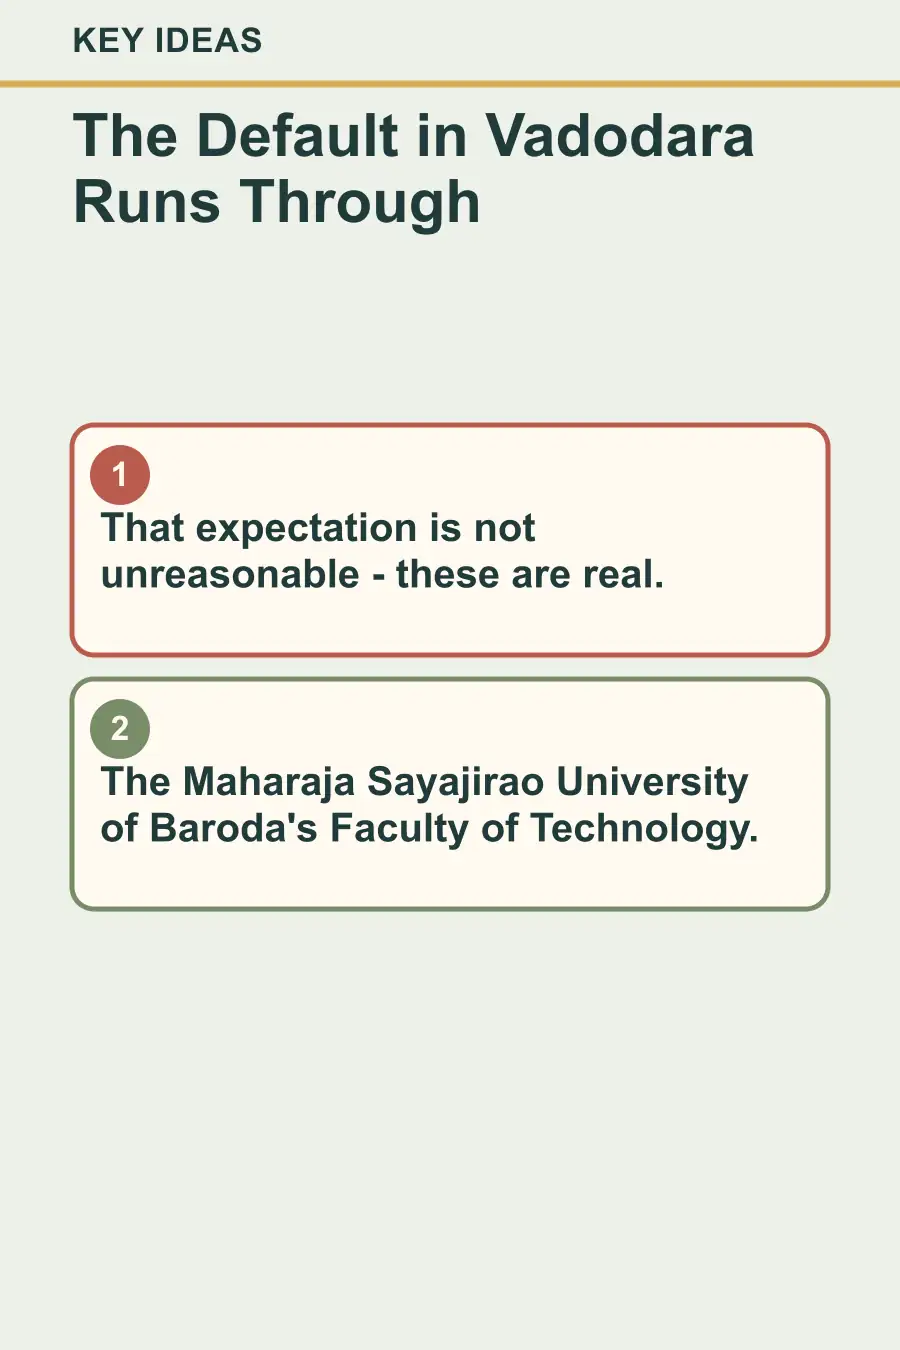 KEY IDEAS
The Default in Vadodara
Runs Through
1
That expectation is not
unreasonable - these are real.
2
The Maharaja Sayajirao University
of Baroda's Faculty of Technology.